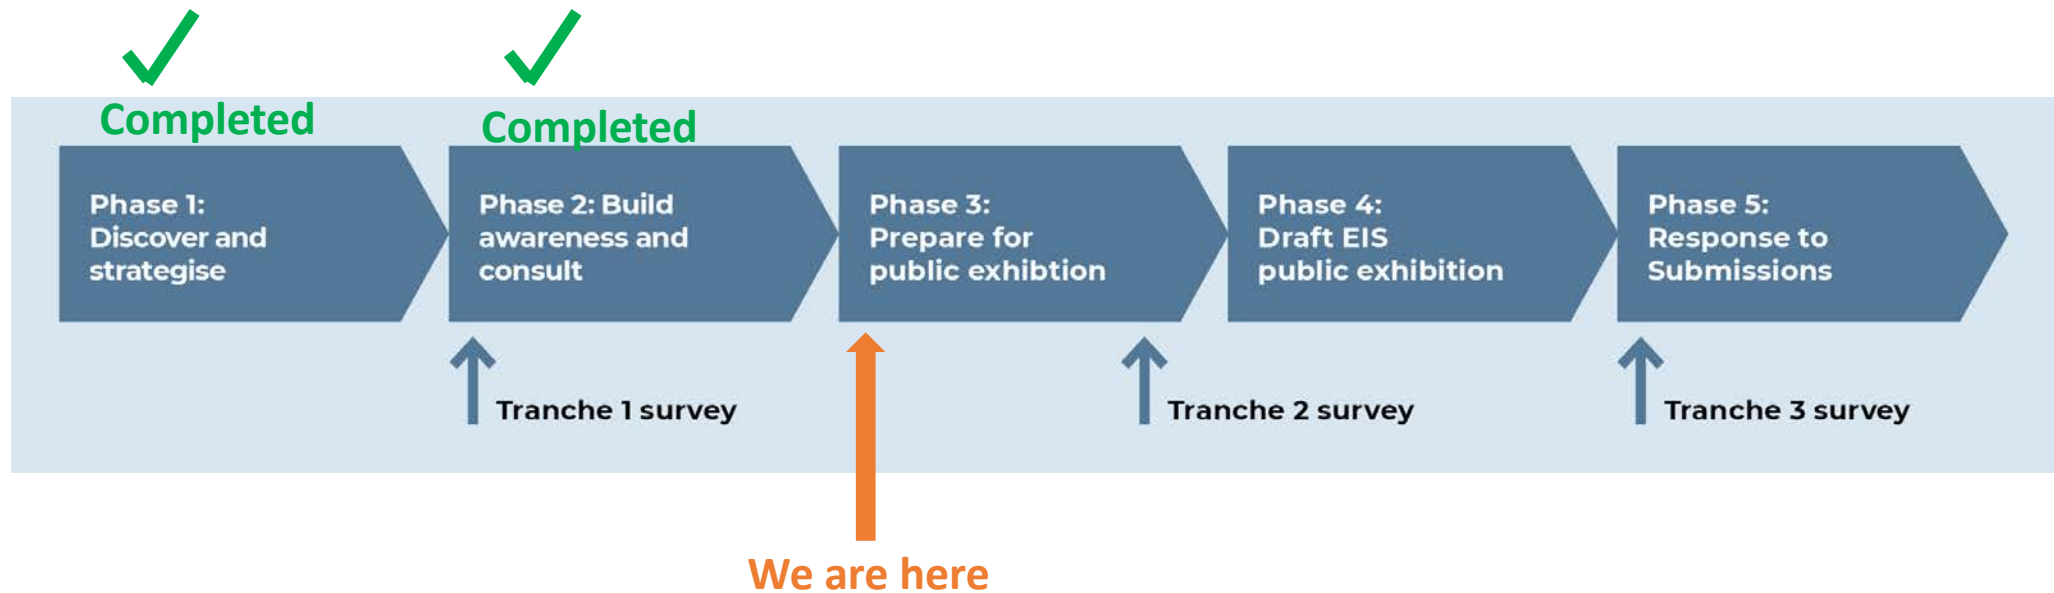 Completed
Completed
Phase 1:
Discover and
strategise
Phase 2: Build
awareness and
consult
Phase 3:
Prepare for
public exhibtion
Phase 4:
Draft EIS
public exhibition
Phase 5:
Response to
Submissions
Tranche 1 survey
Tranche 2 survey
Tranche 3 survey
We are here